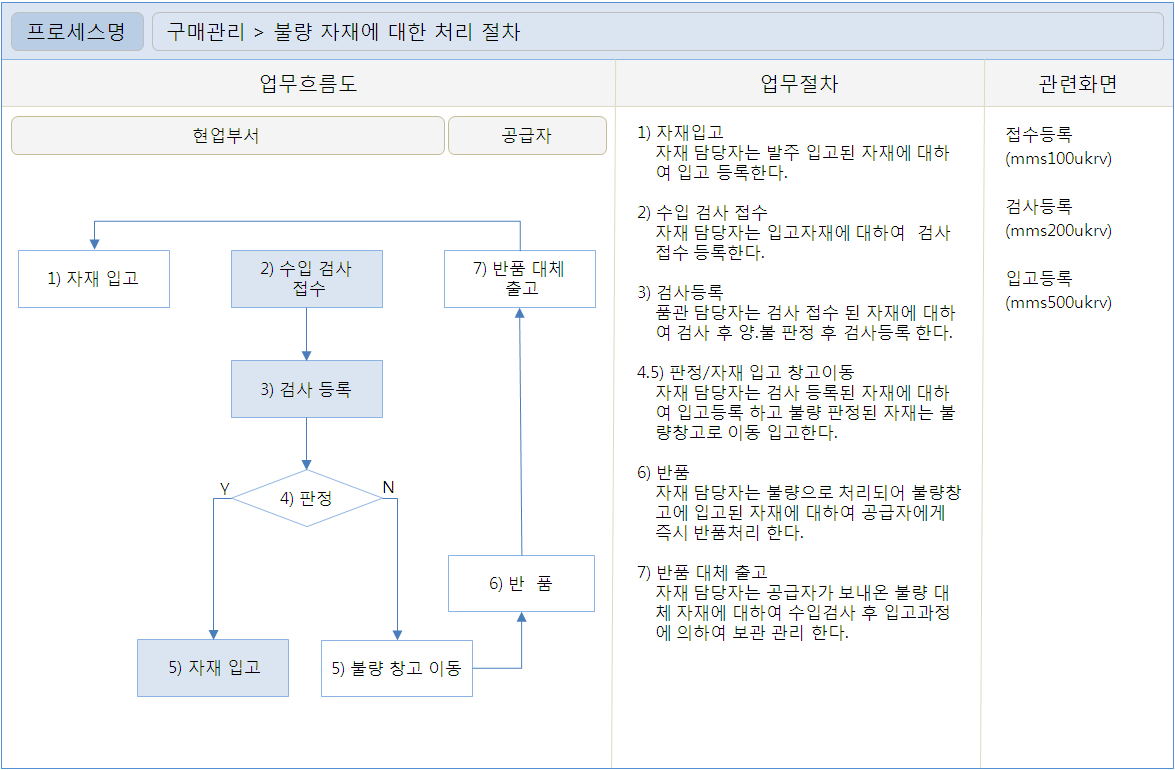 프로세스명
구매관리 > 불량 자재에 대한 처리 절차
업무흐름도
업무절차
관련화면
현업부서
공급자
1) 자재 입고
2) 수입 검사
접수
7) 반품 대체
출고
3) 검사 등록
Y
4) 판정
N
6) 반 품
5) 자재 입고
5) 불량 창고 이동
1) 자재입고
자재 담당자는 발주 입고된 자재에 대하
여 입고 등록한다.
2) 수입 검사 접수
자재 담당자는 입고자재에 대하여 검사
접수 등록한다.
3) 검사등록
품관 담당자는 검사 접수 된 자재에 대하
여 검사 후 양.불 판정 후 검사등록 한다.
4.5) 판정/자재 입고 창고이동
자재 담당자는 검사 등록된 자재에 대하
여 입고등록 하고 불량 판정된 자재는 불
량창고로 이동 입고한다.
6) 반품
자재 담당자는 불량으로 처리되어 불량창
고에 입고된 자재에 대하여 공급자에게
즉시 반품처리 한다.
7) 반품 대체 출고
자재 담당자는 공급자가 보내온 불량 대
체 자재에 대하여 수입검사 후 입고과정
에 의하여 보관 관리 한다.
접수등록
(mms100ukrv)
검사등록
(mms200ukrv)
입고등록
(mms500ukrv)